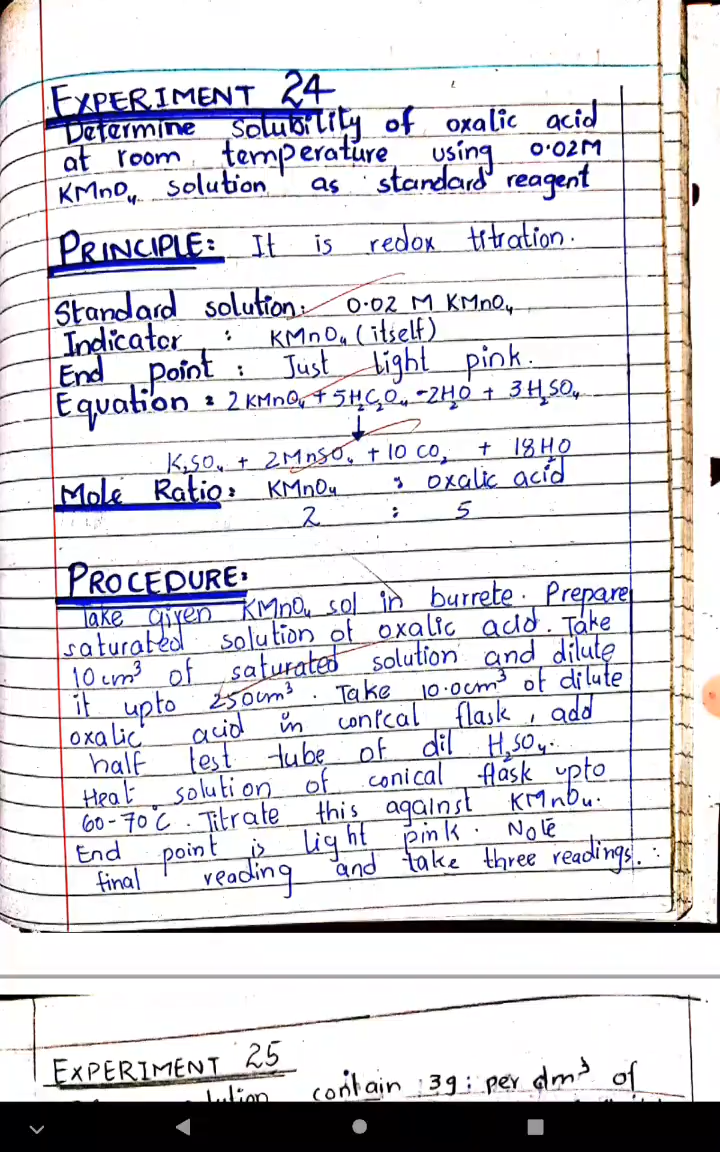 EXPERIMENT 24
Determine solubility of oxalic acid
at room temperature using 0.02M
KMnO₄ solution as standard reagent
PRINCIPLE: It is redox titration.
Standard solution: 0.02 M KMnO₄
Indicator : KMnO₄ (itself)
End point : Just light pink.
Equation : 2KMnO₄ + 5H₂C₂O₄.2H₂O + 3H₂SO₄
↓
K₂SO₄ + 2MnSO₄ + 10CO₂ + 18H₂O
Mole Ratio: KMnO₄ : oxalic acid
2 : 5
PROCEDURE:
Take given KMnO₄ sol in burrete. Prepare
saturated solution of oxalic acid. Take
10cm³ of saturated solution and dilute
it upto 250cm³. Take 10.0cm³ of dilute
oxalic acid in conical flask, add
half test tube of dil H₂SO₄.
Heat solution of conical flask upto
60-70°C. Titrate this against KMnO₄.
End point is light pink. Note
final reading and take three readings.
EXPERIMENT 25
contain 3g: per dm³ of